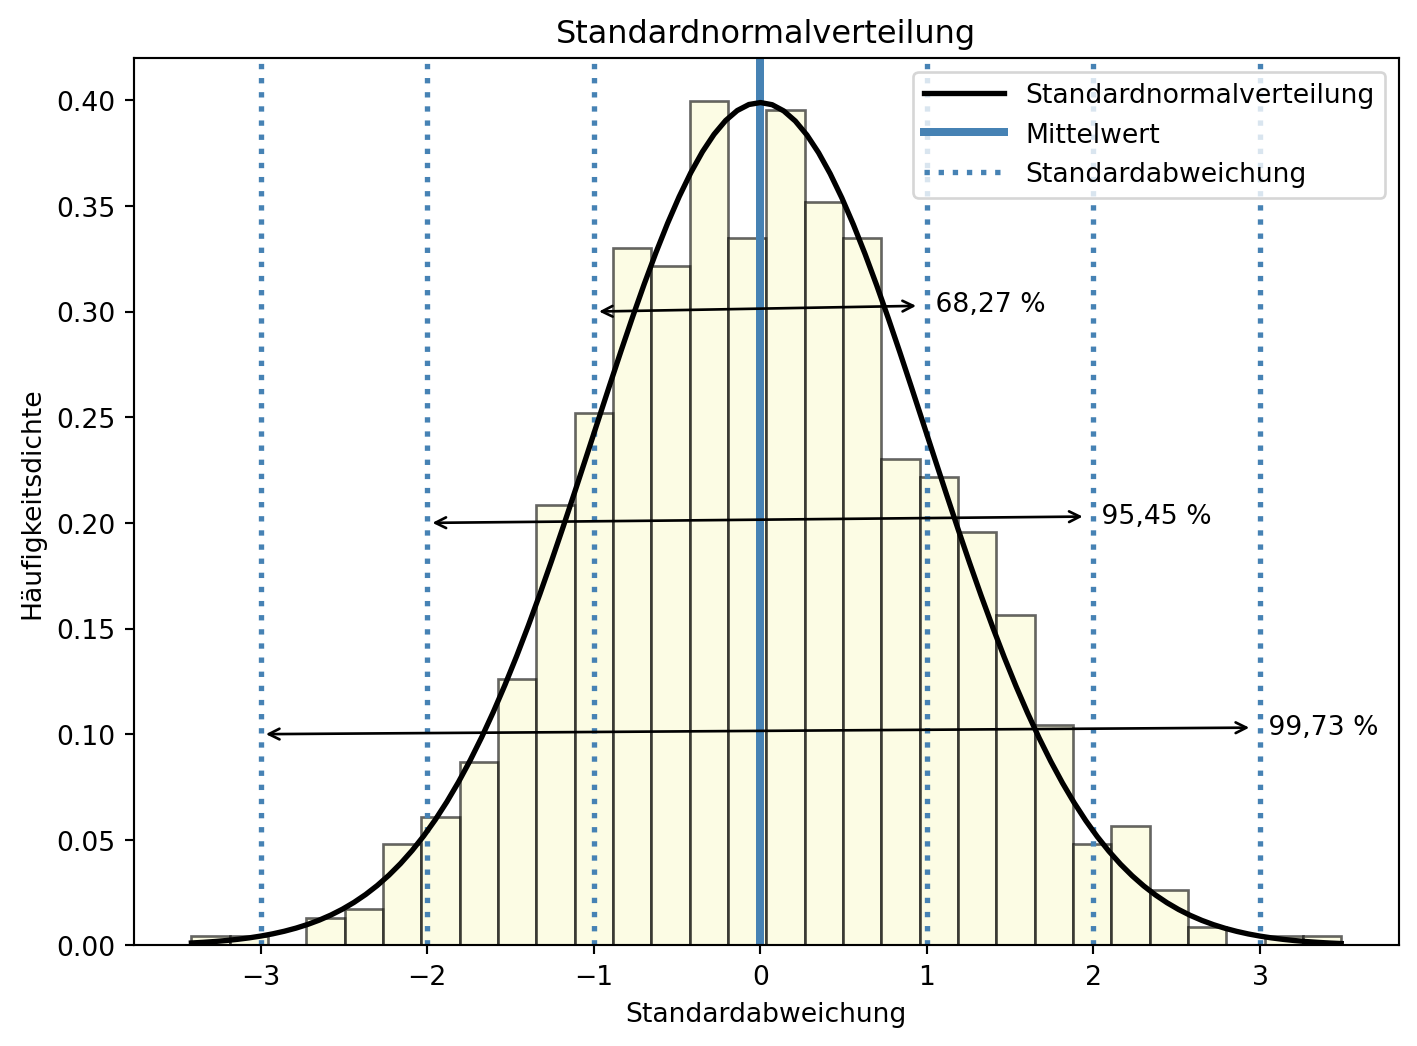 Standardnormalverteilung
Standardnormalverteilung
Mittelwert
Standardabweichung
0.40
0.35
0.30
0.25
0.20
0.15
0.10
0.05
0.00
Häufigkeitsdichte
68,27 %
95,45 %
99,73 %
−3 −2 −1 0 1 2 3
Standardabweichung